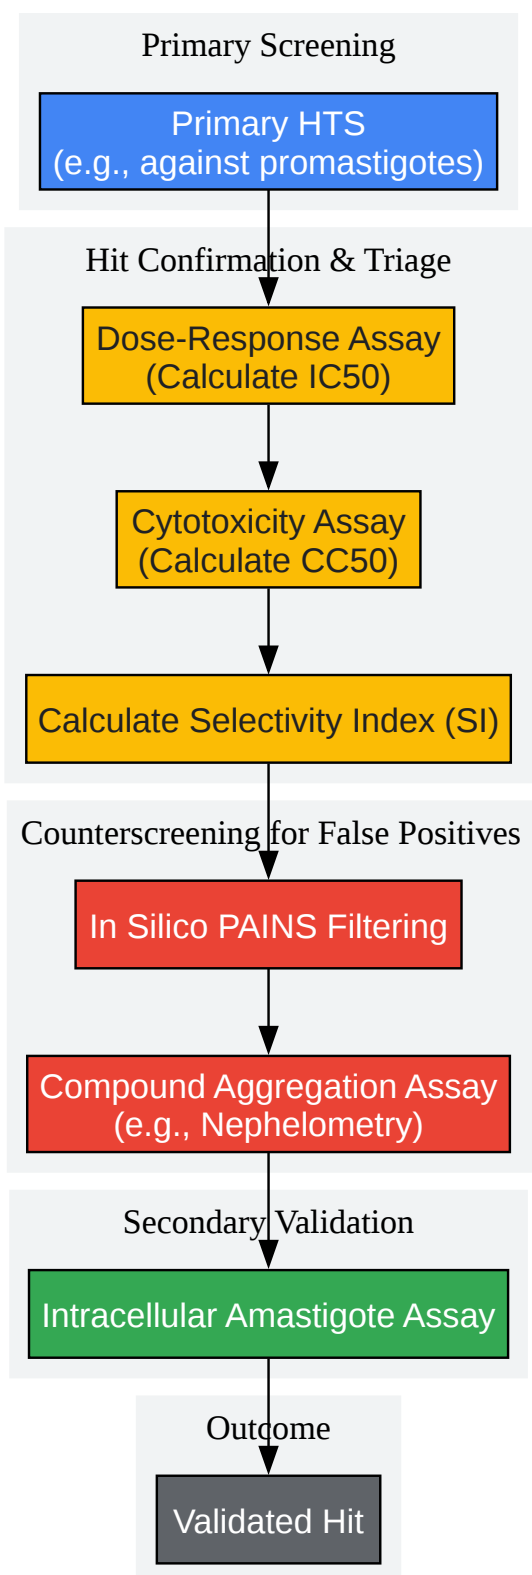 Primary Screening
Primary HTS
(e.g., against promastigotes)
Hit Confirmation & Triage
Dose-Response Assay
(Calculate IC50)
Cytotoxicity Assay
(Calculate CC50)
Calculate Selectivity Index (SI)
Counterscreening for False Positives
In Silico PAINS Filtering
Compound Aggregation Assay
(e.g., Nephelometry)
Secondary Validation
Intracellular Amastigote Assay
Outcome
Validated Hit